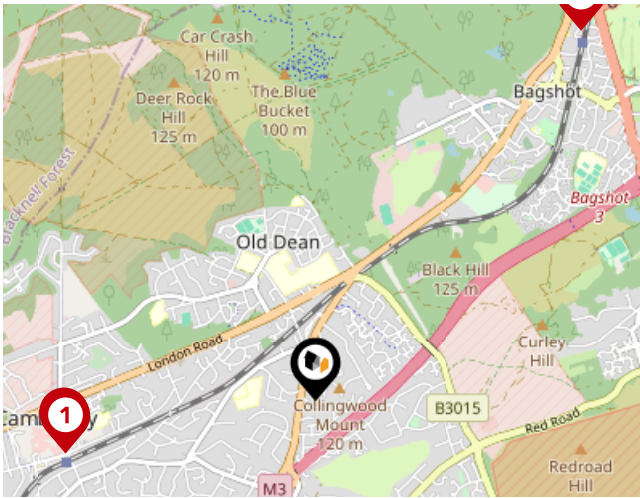 Car Crash
Hill
120 m
The Blue
Bucket
100 m
Deer Rock
Hill
125 m
Bagshot
Bracknell Forest
Bagshot
3
Old Dean
Black Hill
125 m
London Road
Curley
Hill
1
Collingwood
Mount
120 m
B3015
Red Road
Redroad
Hill
M3